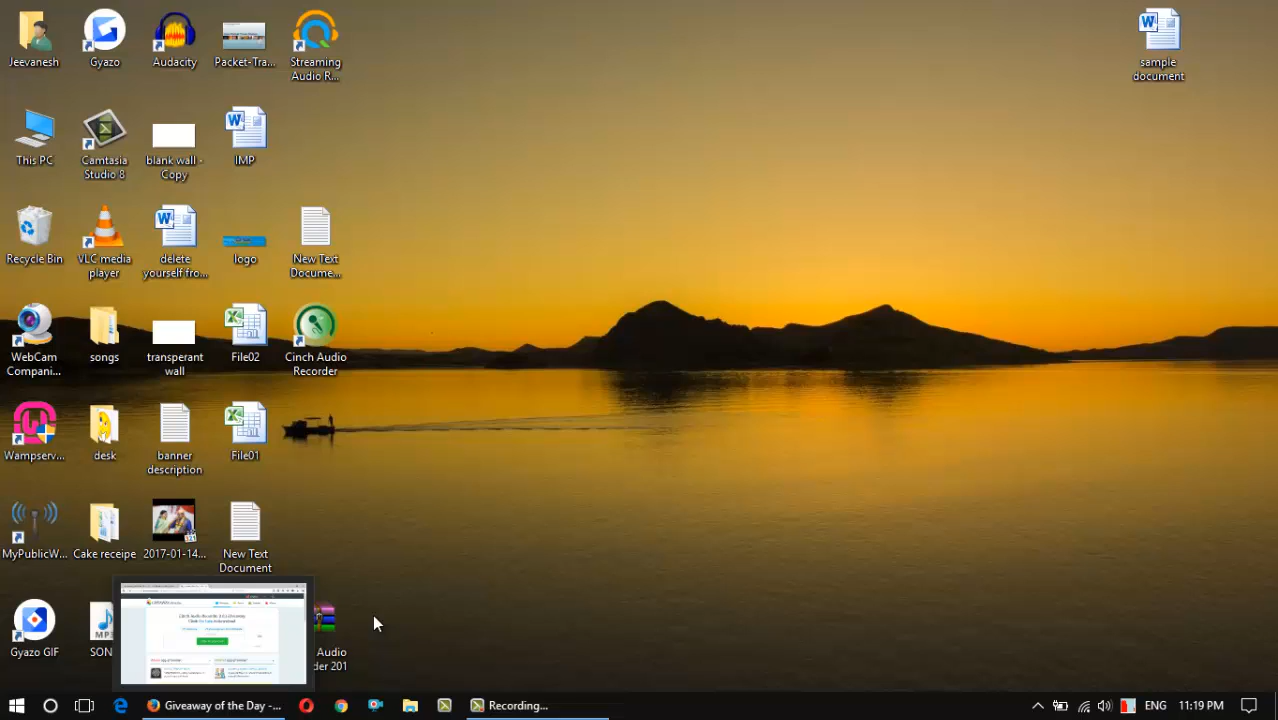 Jeevanesh
Gyazo
Audacity
Packet-Tra...
Streaming
Audio R...
sample
document
This PC
Camtasia
Studio 8
blank wall -
Copy
IMP
Recycle Bin
VLC media
player
delete
yourself fro...
logo
New Text
Docume...
WebCam
Compani...
songs
transperant
wall
File02
Cinch Audio
Recorder
Wampserv...
desk
banner
description
File01
MyPublicW...
Cake receipe
2017-01-14...
New Text
Document
Gyazo GIF
SON
Audio
der 201
Giveaway of the Day -...
Recording...
ENG
11:19 PM